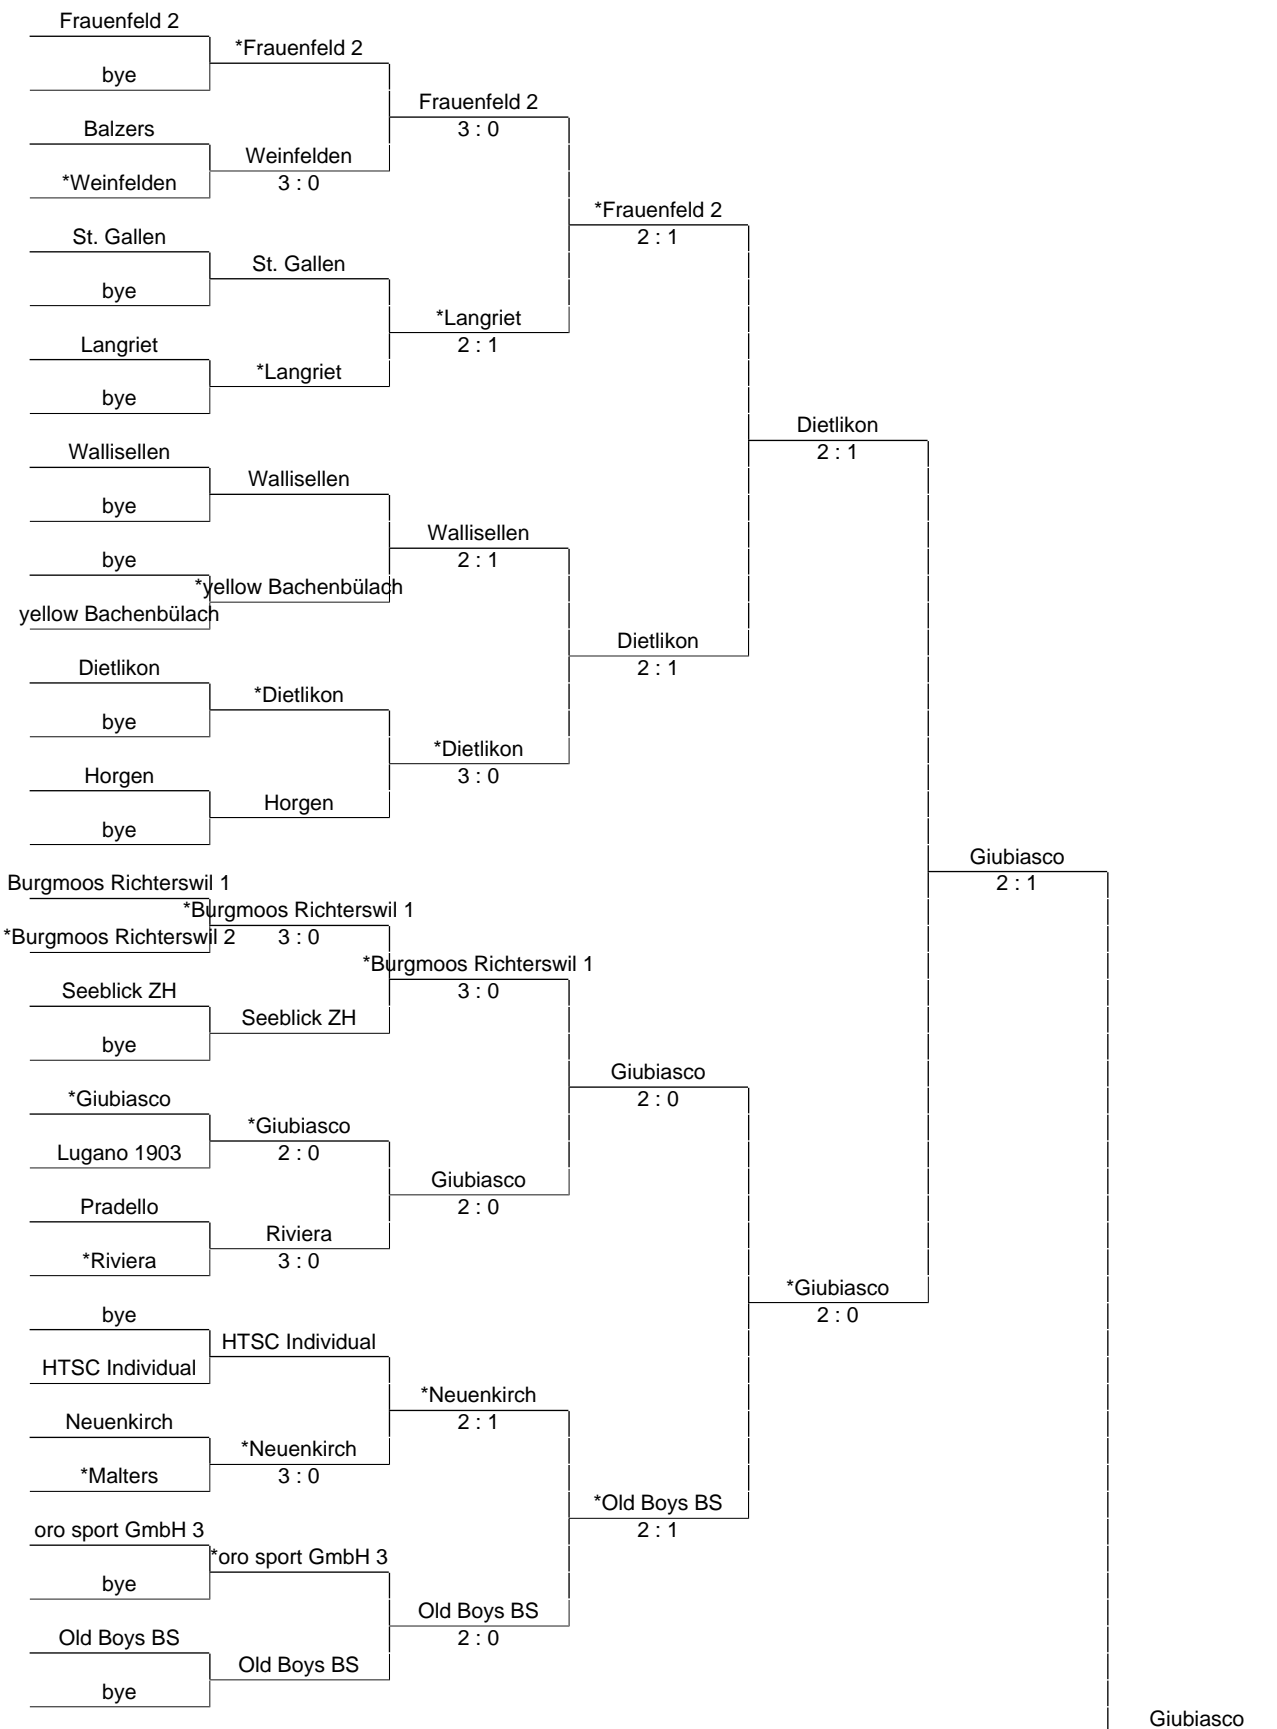 Frauenfeld 2
*Frauenfeld 2
bye
Frauenfeld 2
3 : 0
Balzers
Weinfelden
*Weinfelden
3 : 0
*Frauenfeld 2
2 : 1
St. Gallen
St. Gallen
bye
*Langriet
2 : 1
Langriet
*Langriet
bye
Dietlikon
2 : 1
Wallisellen
Wallisellen
bye
Wallisellen
2 : 1
bye
*yellow Bachenbülach
yellow Bachenbülach
Dietlikon
2 : 1
Dietlikon
*Dietlikon
bye
*Dietlikon
3 : 0
Horgen
Horgen
bye
Giubiasco
2 : 1
Burgmoos Richterswil 1
*Burgmoos Richterswil 1
*Burgmoos Richterswil 2
3 : 0
*Burgmoos Richterswil 1
3 : 0
Seeblick ZH
Seeblick ZH
bye
Giubiasco
2 : 0
*Giubiasco
*Giubiasco
Lugano 1903
2 : 0
Giubiasco
2 : 0
Pradello
Riviera
*Riviera
3 : 0
*Giubiasco
2 : 0
bye
HTSC Individual
HTSC Individual
*Neuenkirch
2 : 1
Neuenkirch
*Neuenkirch
*Malters
3 : 0
*Old Boys BS
2 : 1
oro sport GmbH 3
*oro sport GmbH 3
bye
Old Boys BS
2 : 0
Old Boys BS
Old Boys BS
bye
Giubiasco